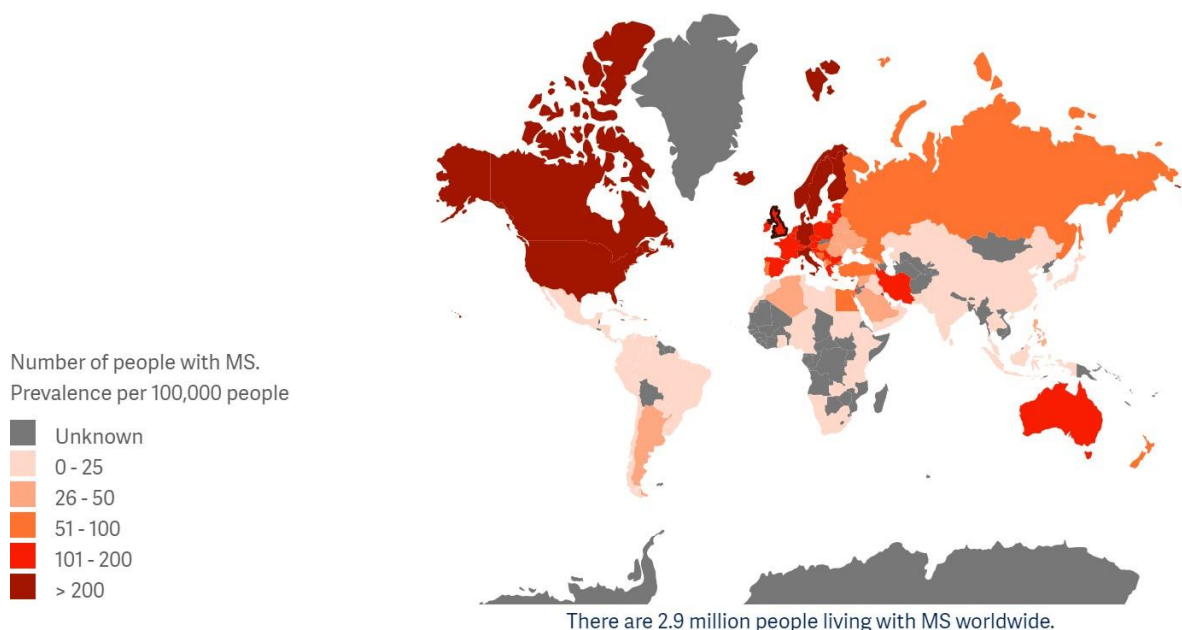 Number of people with MS.
Prevalence per 100,000 people
Unknown
0 - 25
26 - 50
51 - 100
101 - 200
> 200
There are 2.9 million people living with MS worldwide.